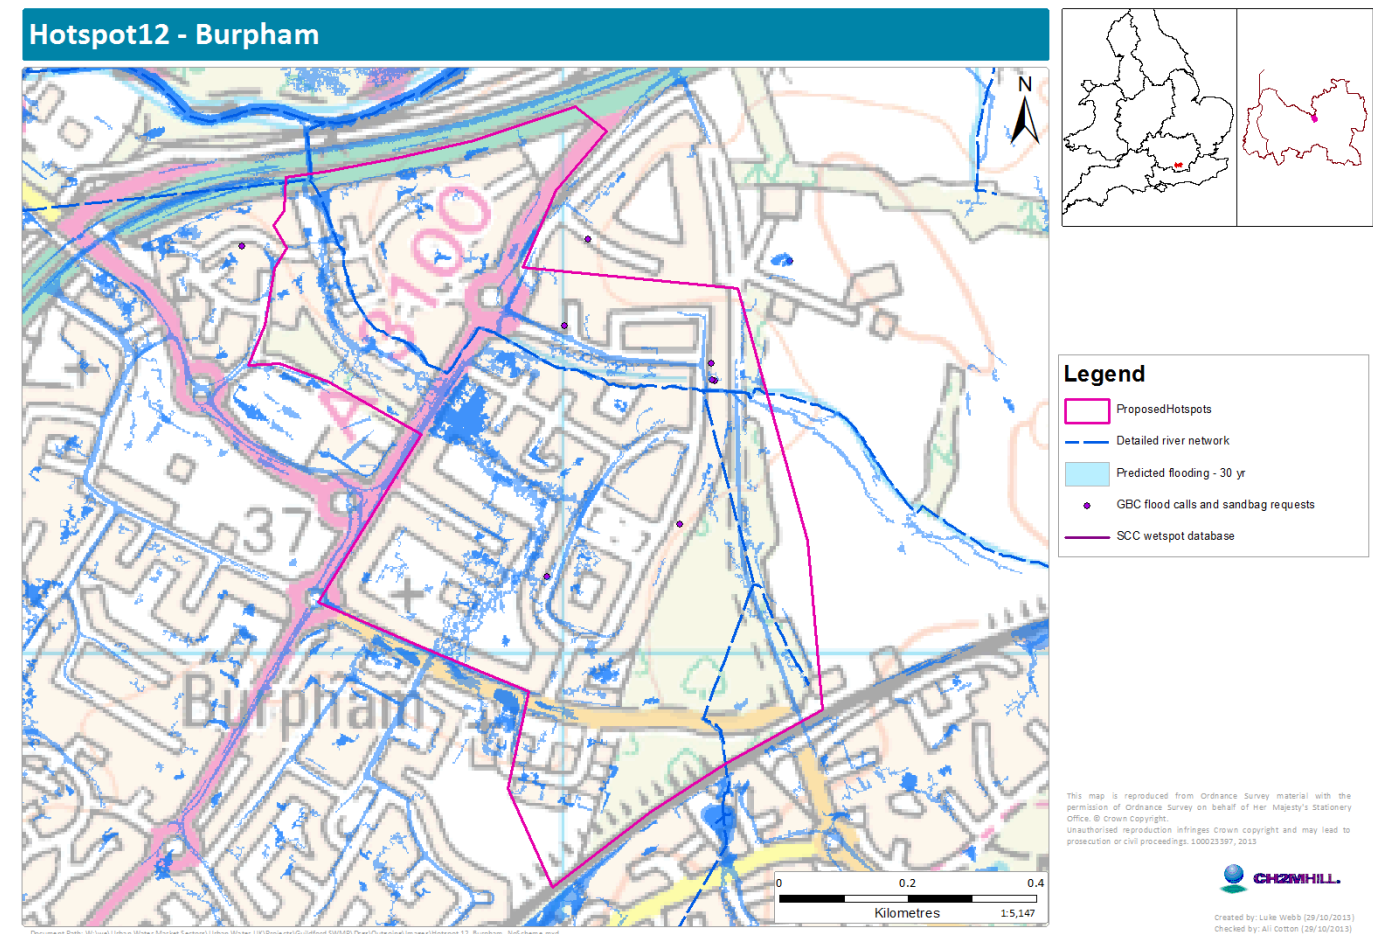 Hotspot12 - Burpham
N
A 3100
37
Burpham
0 0.2 0.4
Kilometres 1:5,147
Legend
ProposedHotspots
Detailed river network
Predicted flooding - 30 yr
GBC flood calls and sandbag requests
SCC wetspot database
This map is reproduced from Ordnance Survey material with the
permission of Ordnance Survey on behalf of Her Majesty's Stationery
Office. © Crown Copyright.
Unauthorised reproduction infringes Crown copyright and may lead to
prosecution or civil proceedings. 100023397, 2013
CH2MHILL.
Created by: Luke Webb (29/10/2013)
Checked by: Ali Cotton (29/10/2013)